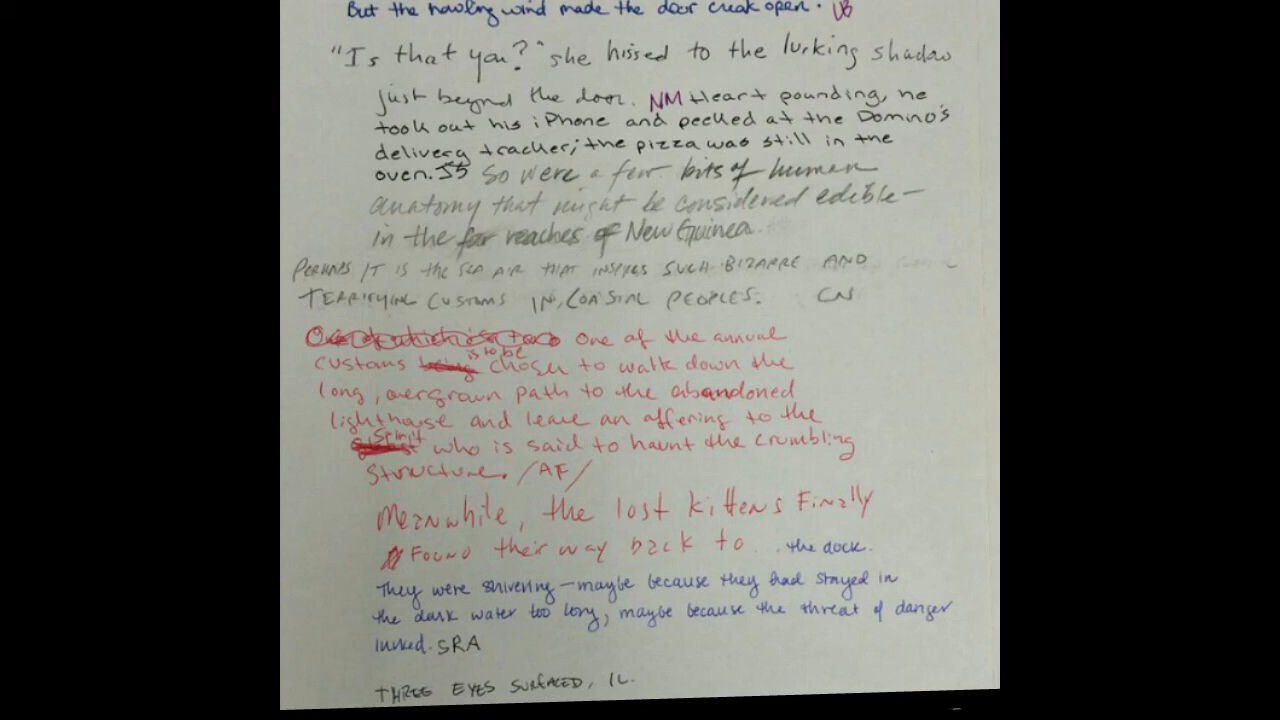 But the howling wind made the door creak open. VB
"Is that you?" she hissed to the lurking shadow
just beyond the door. NM Heart pounding, he
took out his iPhone and pecked at the Domino's
delivery tracker; the pizza was still in the
oven. JS So were a few bits of human
anatomy that might be considered edible—
in the far reaches of New Guinea.
PERHAPS IT IS THE SEA AIR THAT INSPIRES SUCH BIZARRE AND
TERRIFYING CUSTOMS IN COASTAL PEOPLES. CN
One of the annual
customs is to be chosen to walk down the
long, overgrown path to the abandoned
lighthouse and leave an offering to the
spirit who is said to haunt the crumbling
structure. /AF/
Meanwhile, the lost kittens Finally
Found their way back to... the dock.
They were shivering—maybe because they had stayed in
the dark water too long, maybe because the threat of danger
lurked. SRA
THREE EYES SURFACED, IL.